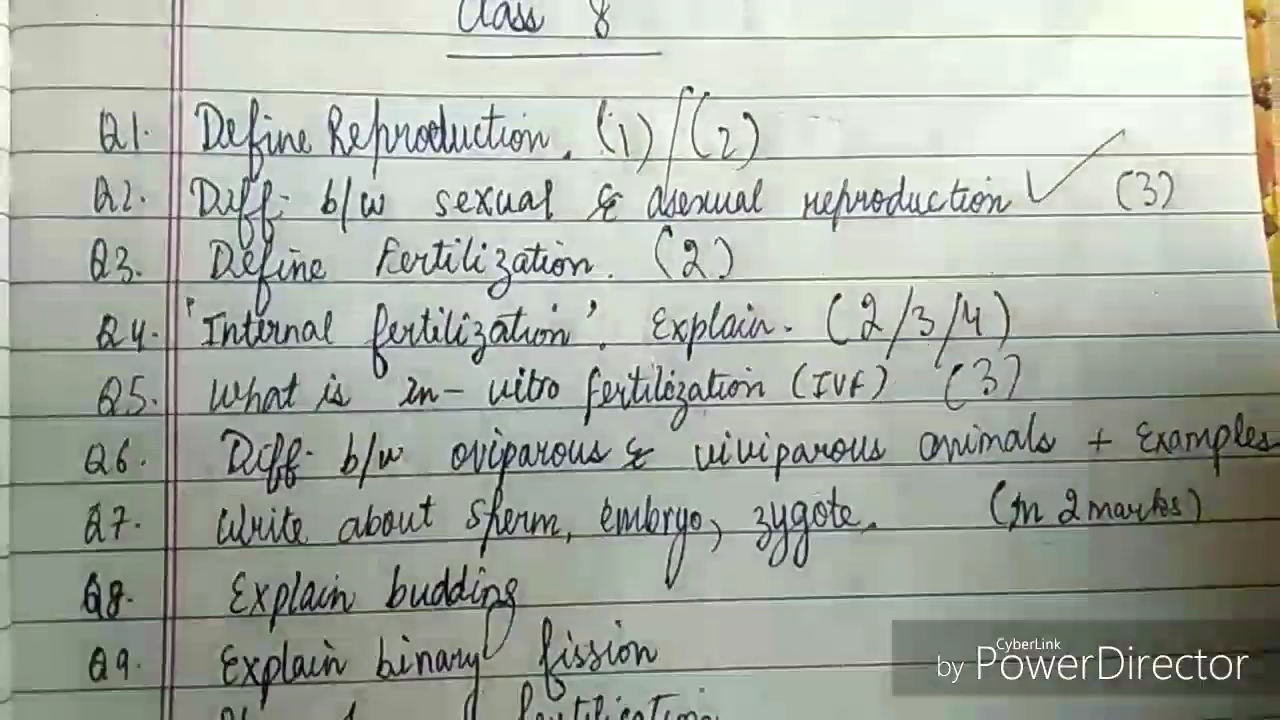 Class 8
Q1. Define Reproduction. (1)/(2)
Q2. Diff. b/w sexual & asexual reproduction ✓ (3)
Q3. Define Fertilization. (2)
Q4. "Internal fertilization". Explain. (2/3/4)
Q5. What is in-vitro fertilization (IVF) (3)
Q6. Diff. b/w oviparous & viviparous animals + Examples
Q7. Write about sperm, embryo, zygote. (In 2 marks)
Q8. Explain budding
Q9. Explain binary fission
CyberLink
by PowerDirector